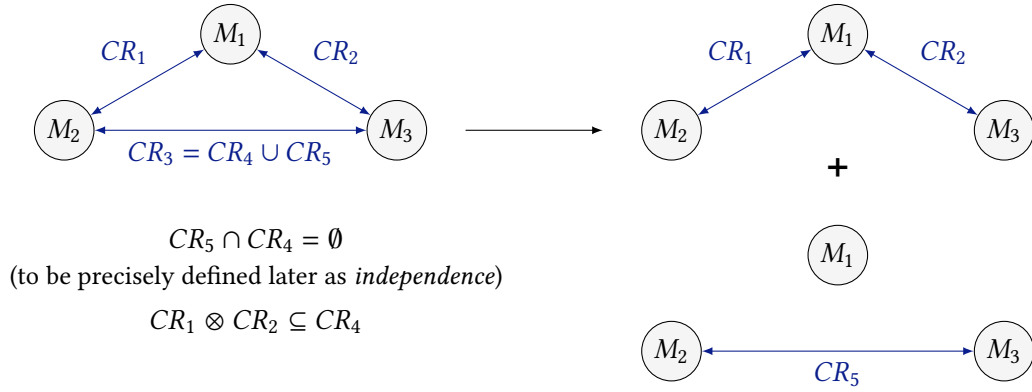 M₁
CR₁
CR₂
M₂
M₃
CR₃ = CR₄ ∪ CR₅
CR₅ ∩ CR₄ = ∅
(to be precisely defined later as independence)
CR₁ ⊗ CR₂ ⊆ CR₄
M₁
CR₁
CR₂
M₂
M₃
+
M₁
M₂
M₃
CR₅